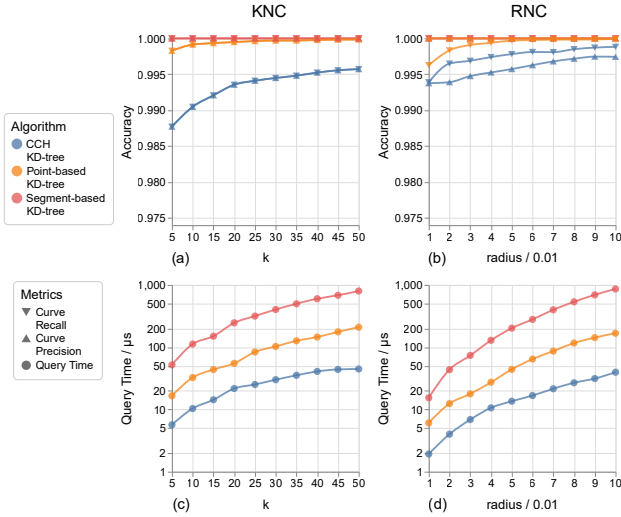 KNC
RNC
1.000
0.995
0.990
0.985
0.980
0.975
Accuracy
5 10 15 20 25 30 35 40 45 50
(a)
k
1.000
0.995
0.990
0.985
0.980
0.975
Accuracy
1 2 3 4 5 6 7 8 9 10
(b)
radius / 0.01
Algorithm
CCH
KD-tree
Point-based
KD-tree
Segment-based
KD-tree
Metrics
Curve
Recall
Curve
Precision
Query Time
1,000
500
200
100
50
20
10
5
2
1
Query Time / µs
5 10 15 20 25 30 35 40 45 50
(c)
k
1,000
500
200
100
50
20
10
5
2
1
Query Time / µs
1 2 3 4 5 6 7 8 9 10
(d)
radius / 0.01